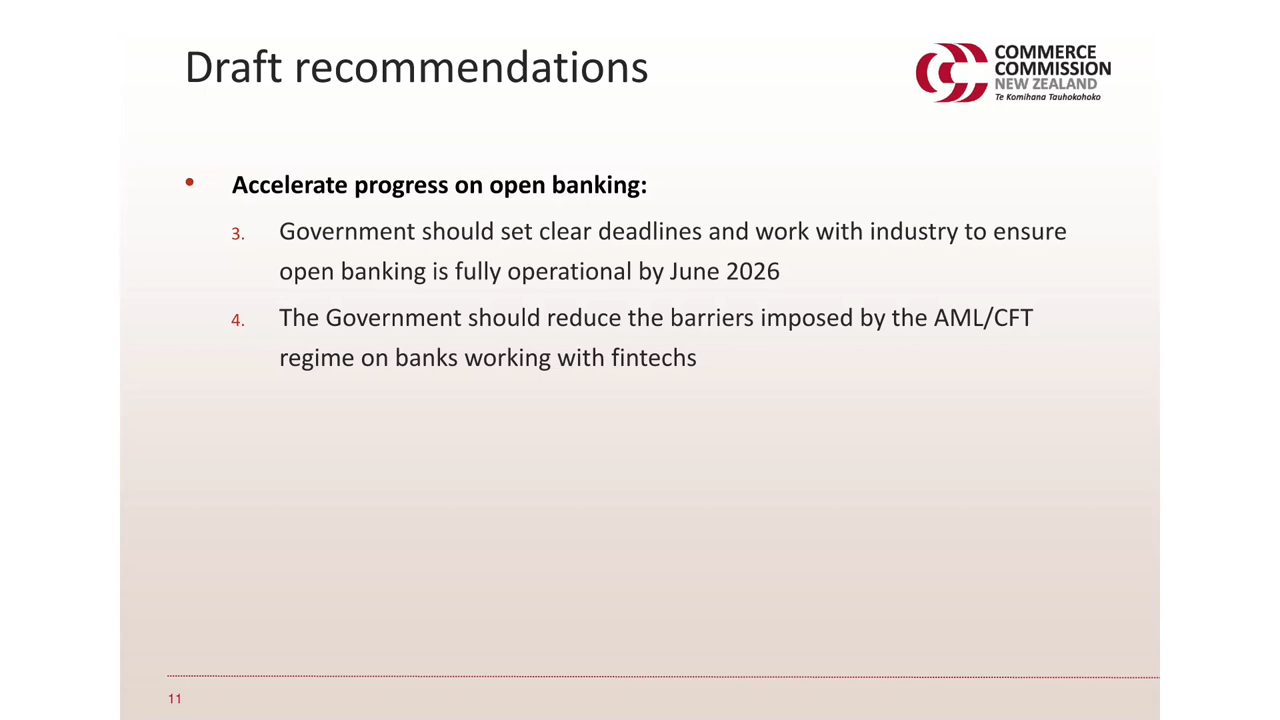 Draft recommendations
COMMERCE
COMMISSION
NEW ZEALAND
Te Komihana Tauhokohoko
• Accelerate progress on open banking:
3. Government should set clear deadlines and work with industry to ensure
open banking is fully operational by June 2026
4. The Government should reduce the barriers imposed by the AML/CFT
regime on banks working with fintechs
11